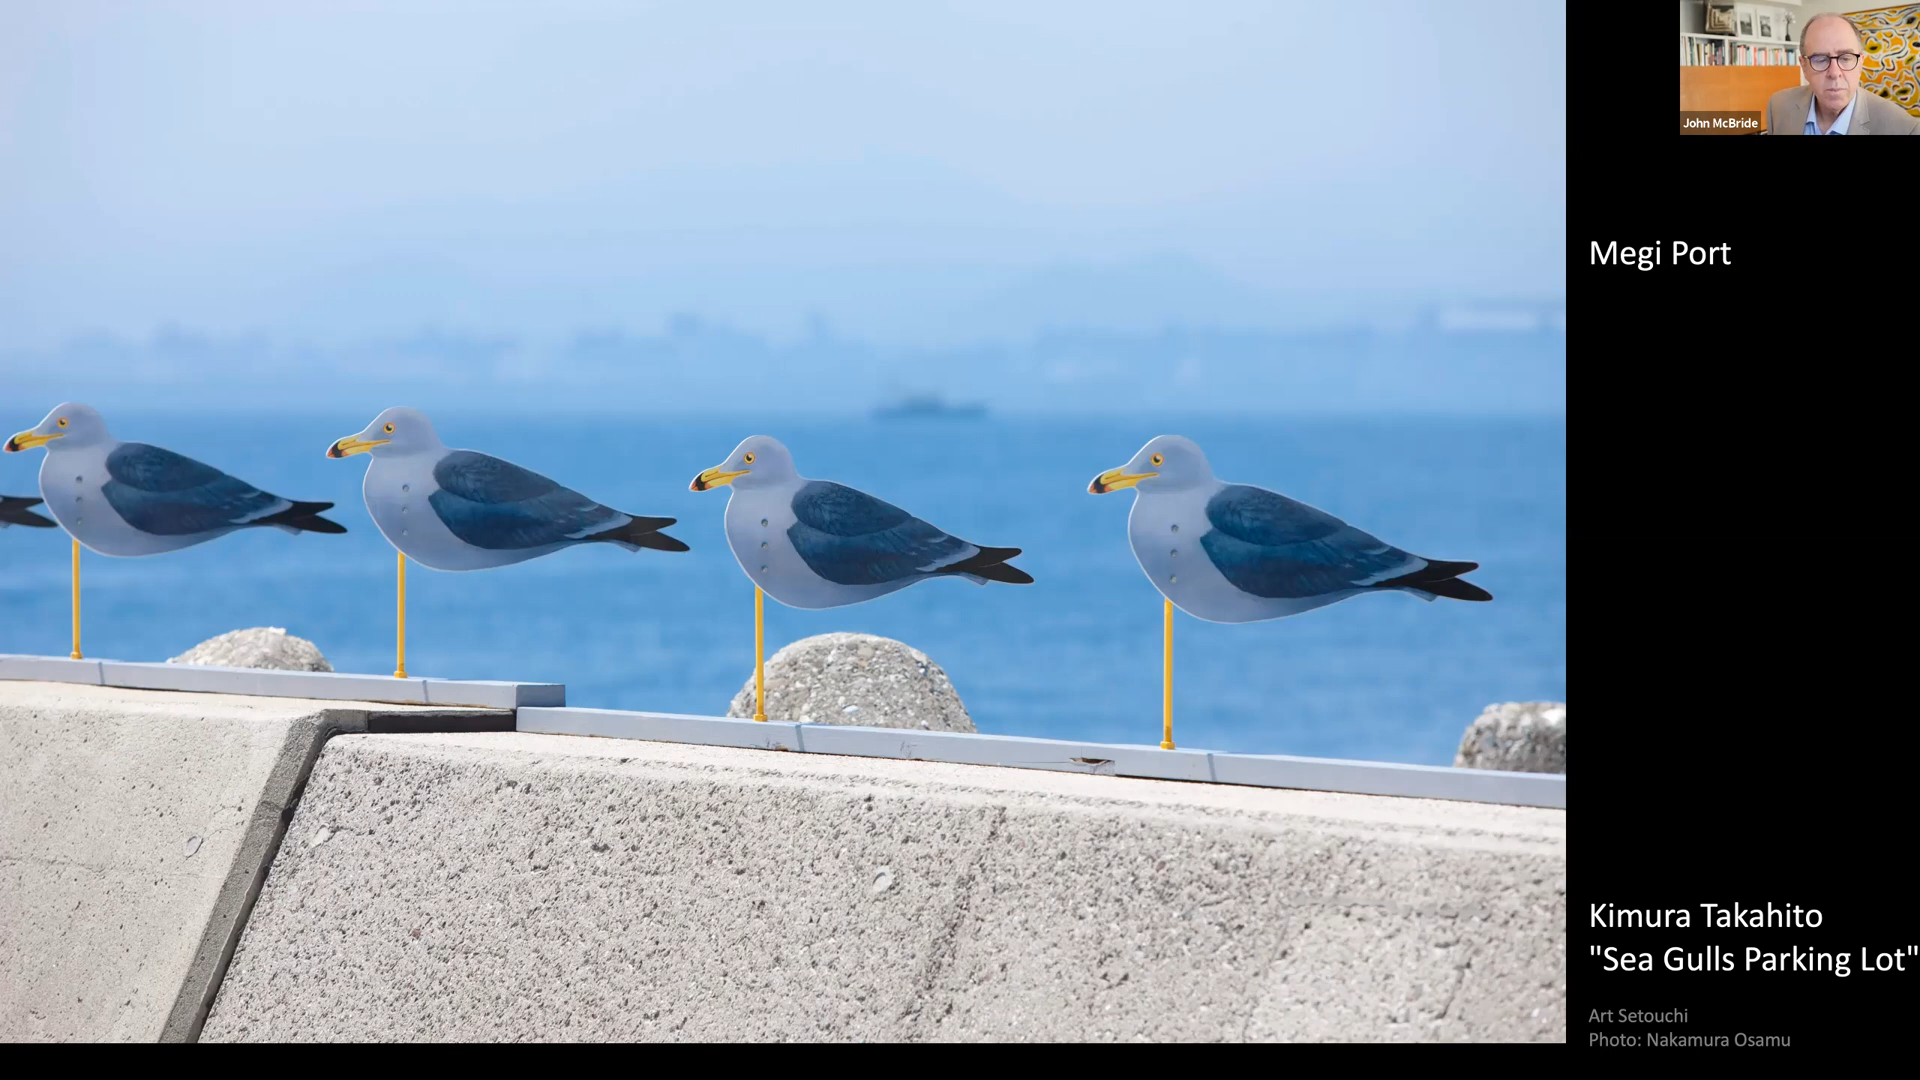 John McBride
Megi Port
Kimura Takahito
"Sea Gulls Parking Lot"
Art Setouchi
Photo: Nakamura Osamu